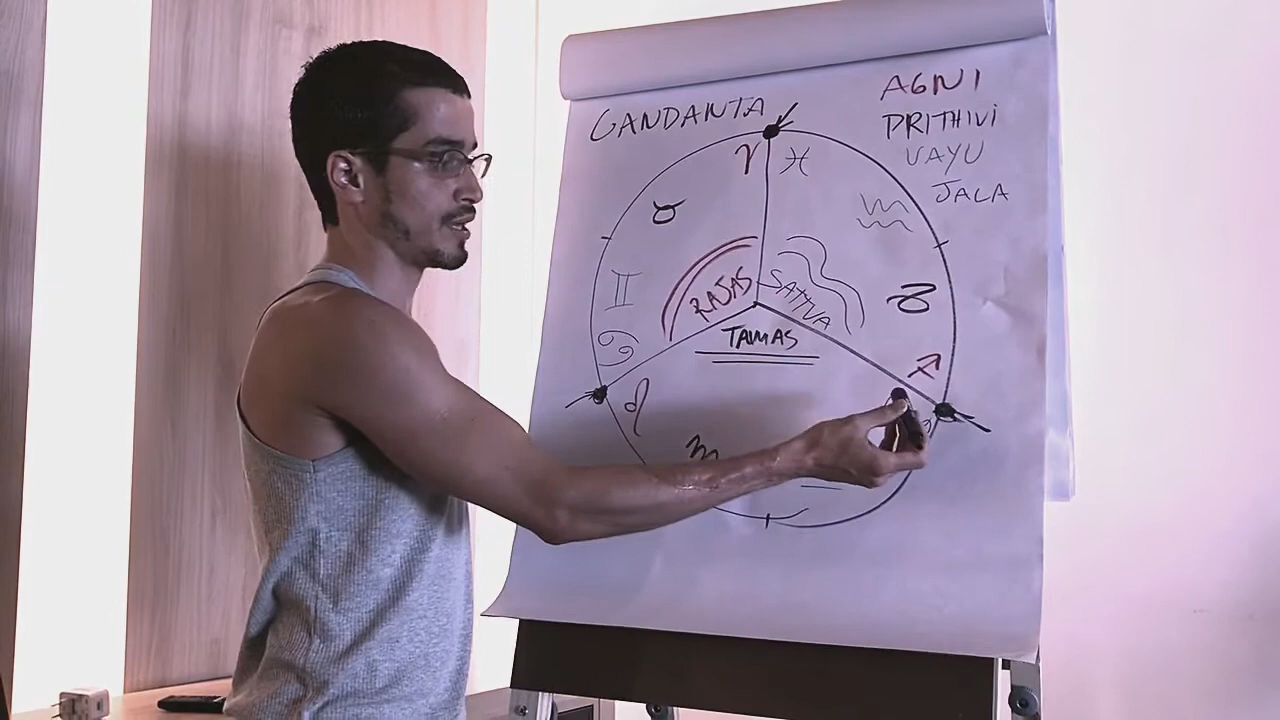 GANDANTA
AGNI
PRITHIVI
VAYU
JALA
♈ ♓
♉ ♒
♊ RAJAS SATTVA ♑
♋ TAMAS ♐
♌
♍